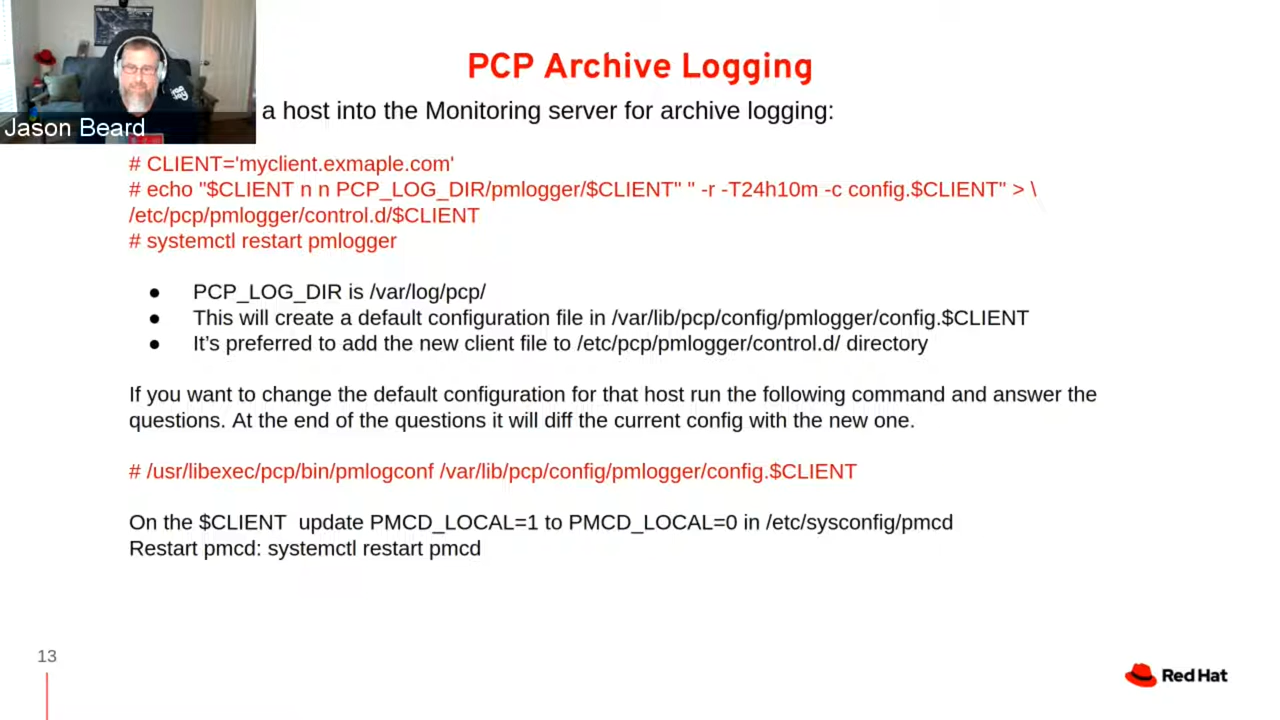 PCP Archive Logging
Jason Beard
a host into the Monitoring server for archive logging:
# CLIENT='myclient.exmaple.com'
# echo "$CLIENT n n PCP_LOG_DIR/pmlogger/$CLIENT" " -r -T24h10m -c config.$CLIENT" > \
/etc/pcp/pmlogger/control.d/$CLIENT
# systemctl restart pmlogger
● PCP_LOG_DIR is /var/log/pcp/
● This will create a default configuration file in /var/lib/pcp/config/pmlogger/config.$CLIENT
● It’s preferred to add the new client file to /etc/pcp/pmlogger/control.d/ directory
If you want to change the default configuration for that host run the following command and answer the
questions. At the end of the questions it will diff the current config with the new one.
# /usr/libexec/pcp/bin/pmlogconf /var/lib/pcp/config/pmlogger/config.$CLIENT
On the $CLIENT  update PMCD_LOCAL=1 to PMCD_LOCAL=0 in /etc/sysconfig/pmcd
Restart pmcd: systemctl restart pmcd
13
Red Hat